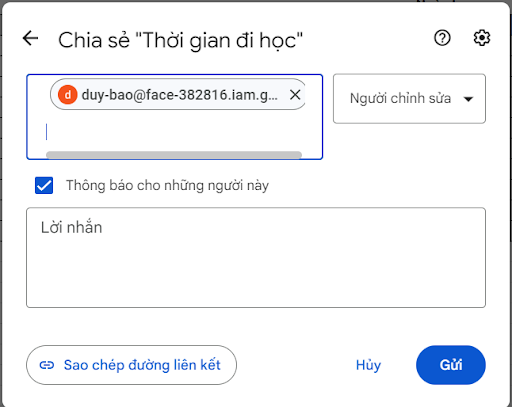 Chia sẻ "Thời gian đi học"
d duy-bao@face-382816.iam.g...
Người chỉnh sửa
Thông báo cho những người này
Lời nhắn
Sao chép đường liên kết
Hủy
Gửi